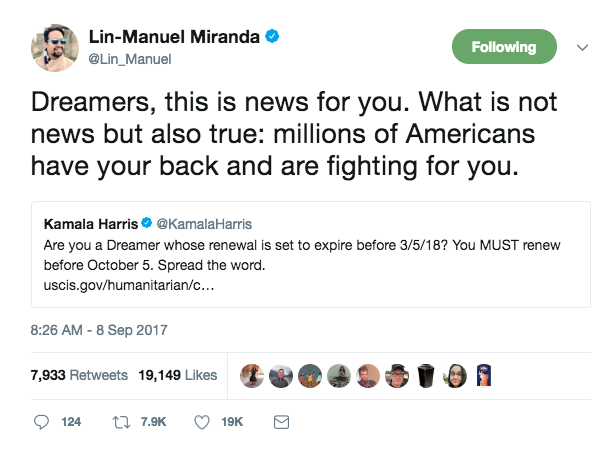 Lin-Manuel Miranda
@Lin_Manuel
Following
Dreamers, this is news for you. What is not
news but also true: millions of Americans
have your back and are fighting for you.
Kamala Harris @KamalaHarris
Are you a Dreamer whose renewal is set to expire before 3/5/18? You MUST renew
before October 5. Spread the word.
uscis.gov/humanitarian/c…
8:26 AM - 8 Sep 2017
7,933 Retweets 19,149 Likes
124 7.9K 19K